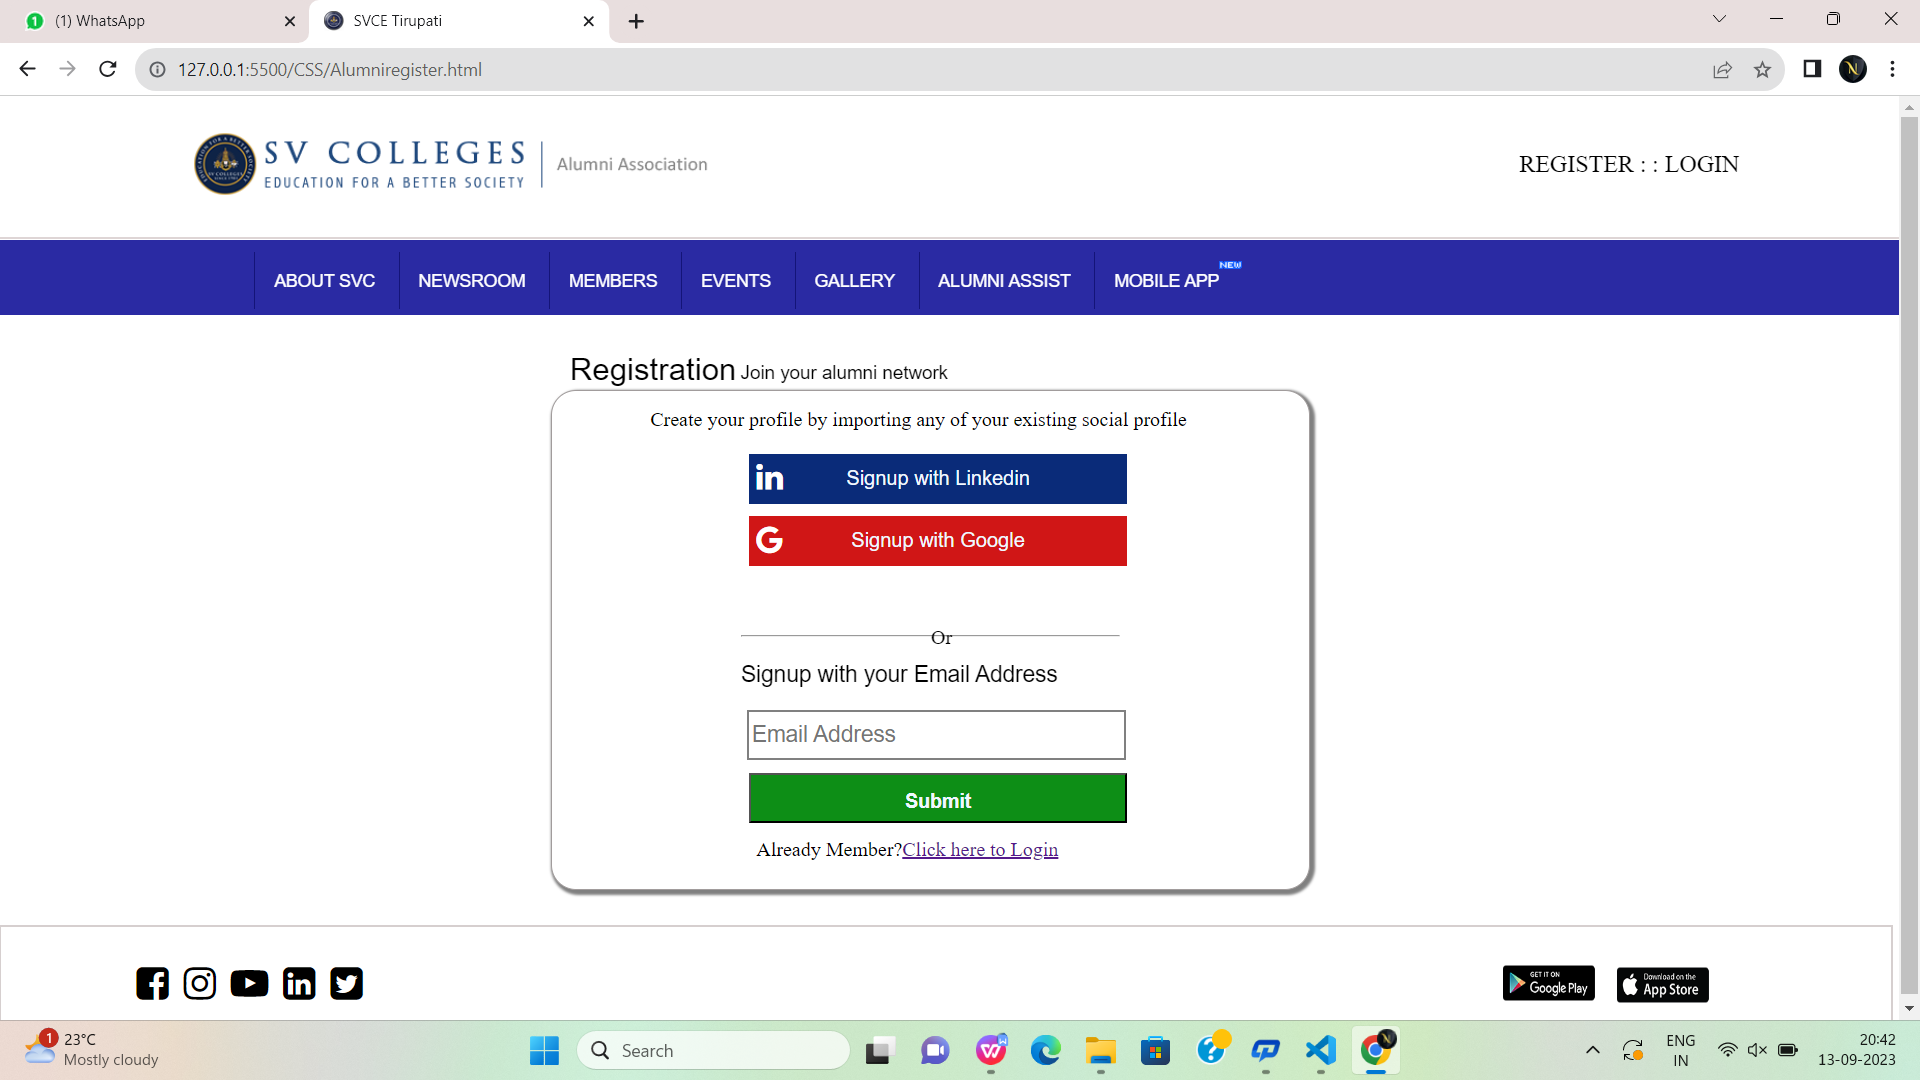 (1) WhatsApp
SVCE Tirupati
127.0.0.1:5500/CSS/Alumniregister.html
SV COLLEGES
EDUCATION FOR A BETTER SOCIETY
Alumni Association
REGISTER : : LOGIN
ABOUT SVC NEWSROOM MEMBERS EVENTS GALLERY ALUMNI ASSIST MOBILE APP NEW
Registration Join your alumni network
Create your profile by importing any of your existing social profile
in Signup with Linkedin
G Signup with Google
Or
Signup with your Email Address
Email Address
Submit
Already Member?Click here to Login
GET IT ON
Google Play
Download on the
App Store
1
23°C
Mostly cloudy
Search
ENG
IN
20:42
13-09-2023